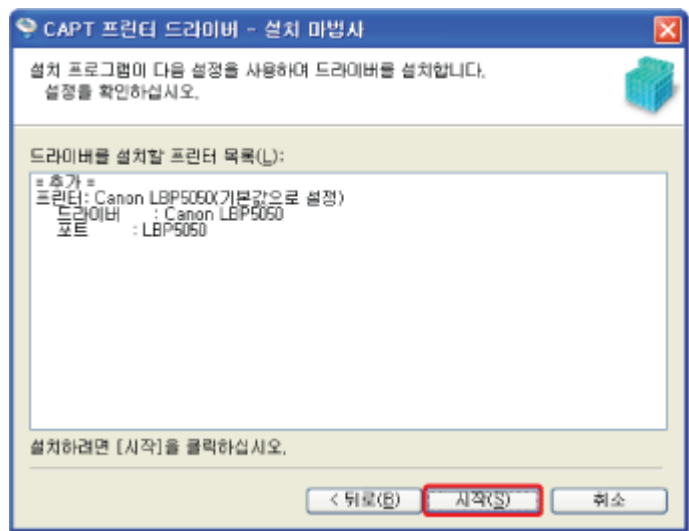 CAPT 프린터 드라이버 - 설치 마법사
설치 프로그램이 다음 설정을 사용하여 드라이버를 설치합니다.
설정을 확인하십시오.
드라이버를 설치할 프린터 목록(L):
= 추가 =
프린터: Canon LBP5050(기본값으로 설정)
드라이버 : Canon LBP5050
포트 : LBP5050
설치하려면 [시작]을 클릭하십시오.
< 뒤로(B) 시작(S) 취소